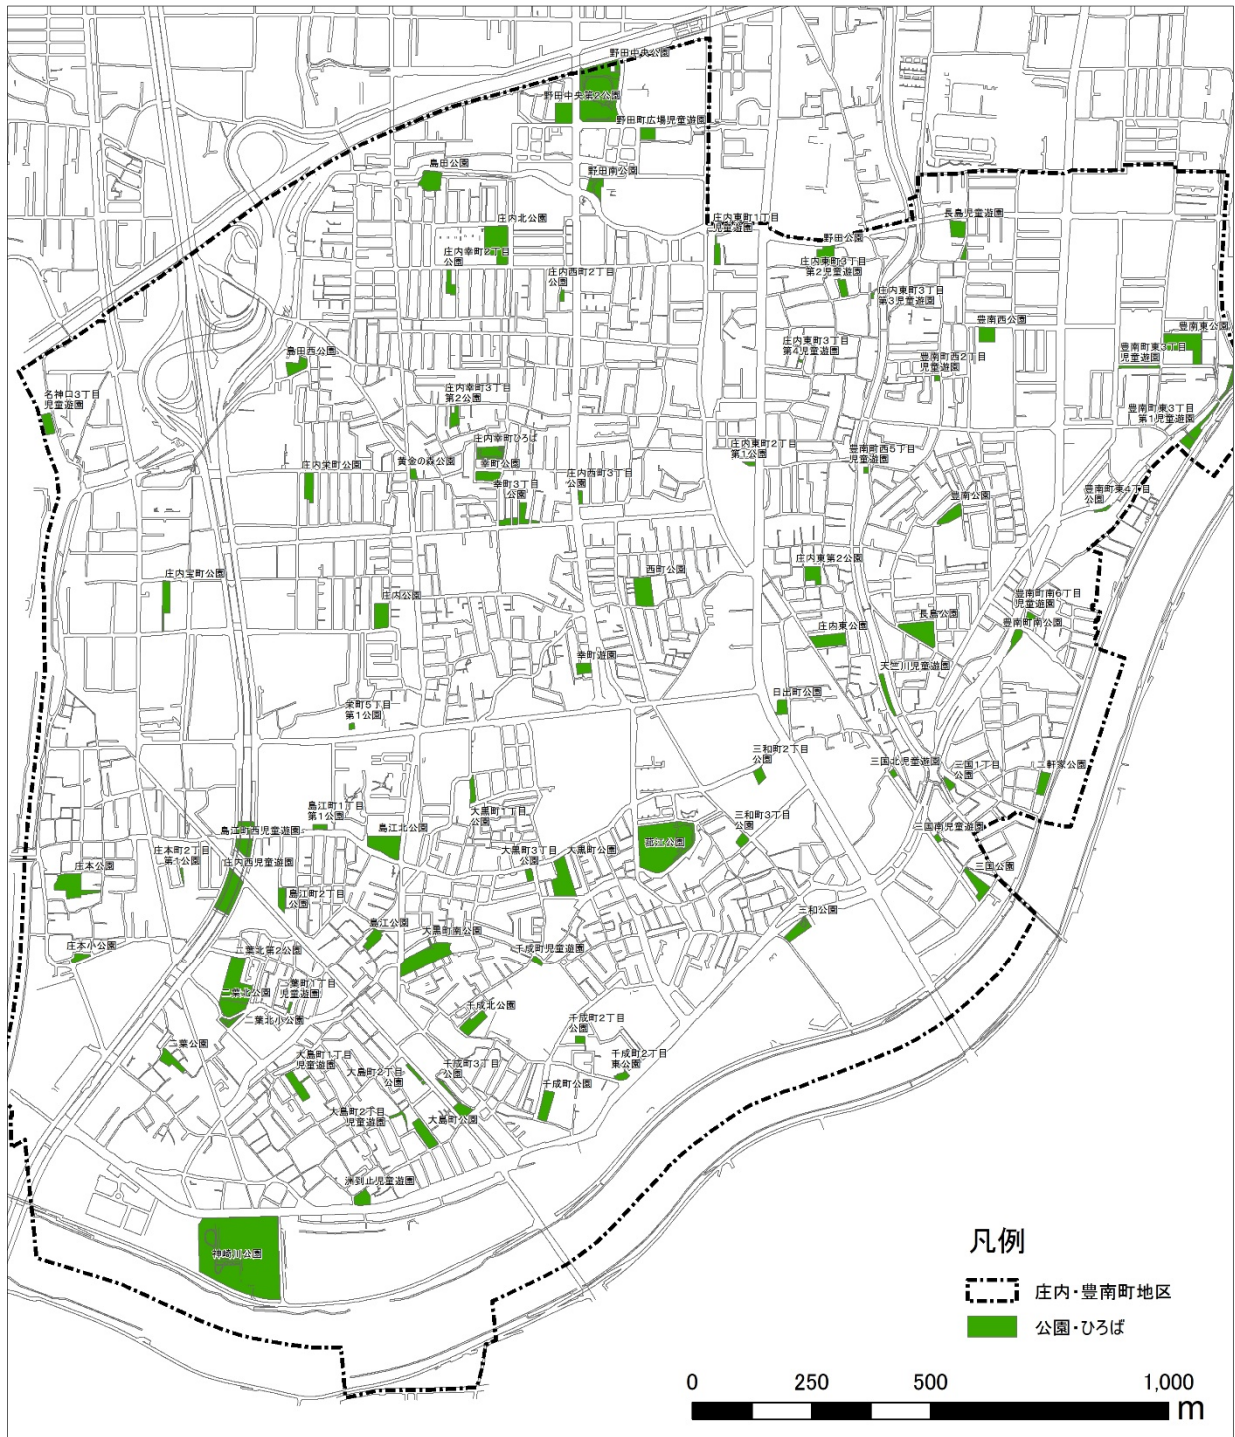 野田中央公園
野田中央第2公園
野田町広場児童遊園
島田公園
野田南公園
庄内北公園
庄内東町1丁目
児童遊園
長島児童遊園
野田公園
庄内幸町2丁目
公園
庄内西町2丁目
公園
庄内東町3丁目
第2児童遊園
庄内東町3丁目
第3児童遊園
豊南西公園
豊南東公園
島田西公園
庄内東町3丁目
第4児童遊園
豊南町西2丁目
児童遊園
豊南町東3丁目
児童遊園
名神口3丁目
児童遊園
庄内幸町3丁目
第2公園
豊南町東3丁目
第1児童遊園
庄内幸町ひろば
幸町公園
庄内栄町公園
黄金の森公園
幸町3丁目
公園
庄内西町3丁目
公園
庄内東町2丁目
第1公園
豊南町西5丁目
児童遊園
豊南公園
豊南町東4丁目
公園
庄内宝町公園
庄内公園
西町公園
庄内東第2公園
豊南町南6丁目
児童遊園
長島公園
豊南町南公園
庄内東公園
幸町遊園
天竺川児童遊園
日出町公園
栄町5丁目
第1公園
三和町2丁目
公園
三国北児童遊園
三国1丁目
公園
二軒家公園
島江町1丁目
第1公園
大黒町1丁目
公園
島江町西児童遊園
島江北公園
三和町3丁目
公園
三国南児童遊園
庄本町2丁目
第1公園
庄本公園
庄内西児童遊園
大黒町3丁目
公園
大黒町公園
三国公園
島江町2丁目
公園
島江公園
三和公園
庄本小公園
二葉北第2公園
大黒町南公園
千成町児童遊園
二葉町1丁目
児童遊園
二葉北公園
二葉北小公園
千成北公園
千成町2丁目
公園
二葉公園
大島町1丁目
児童遊園
大島町2丁目
公園
千成町3丁目
公園
千成町2丁目
東公園
千成町公園
大島町2丁目
児童遊園
大島町公園
洲到止児童遊園
神崎川公園
凡例
庄内・豊南町地区
公園・ひろば
0 250 500 1,000
m